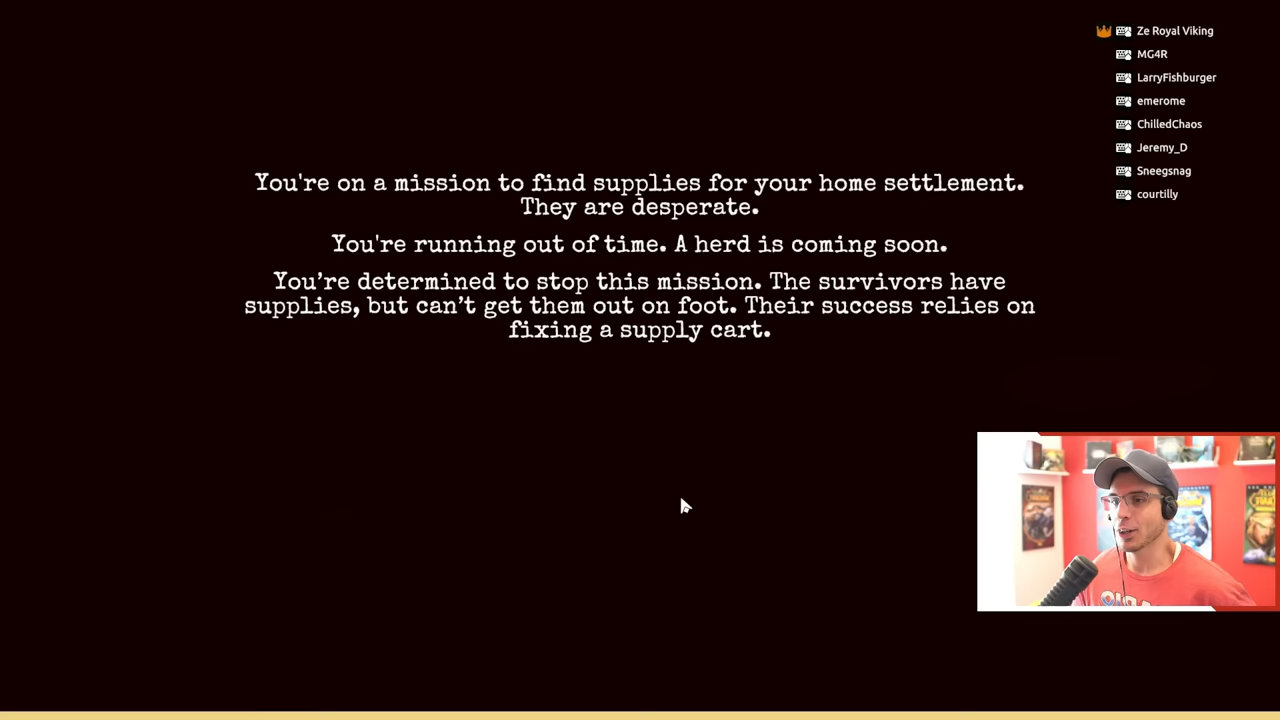 Ze Royal Viking
MG4R
LarryFishburger
emerome
ChilledChaos
Jeremy_D
Sneegsnag
courtilly
You're on a mission to find supplies for your home settlement.
They are desperate.
You're running out of time. A herd is coming soon.
You’re determined to stop this mission. The survivors have
supplies, but can’t get them out on foot. Their success relies on
fixing a supply cart.